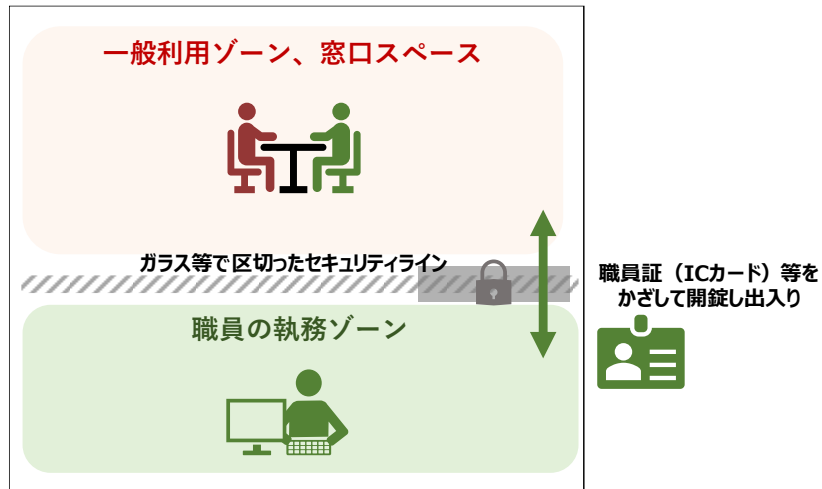 一般利用ゾーン、窓口スペース
ガラス等で区切ったセキュリティライン
職員証（ICカード）等を
かざして開錠し出入り
職員の執務ゾーン